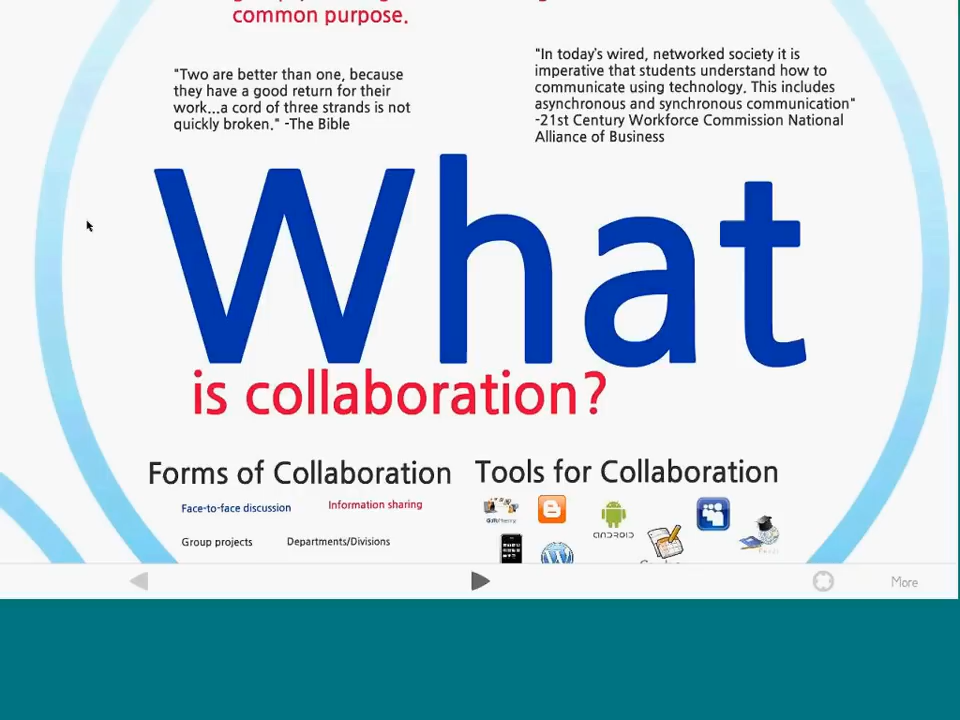 common purpose.
"Two are better than one, because
they have a good return for their
work...a cord of three strands is not
quickly broken." -The Bible
"In today's wired, networked society it is
imperative that students understand how to
communicate using technology. This includes
asynchronous and synchronous communication"
-21st Century Workforce Commission National
Alliance of Business
What
is collaboration?
Forms of Collaboration
Face-to-face discussion
Information sharing
Group projects
Departments/Divisions
Tools for Collaboration
android
More